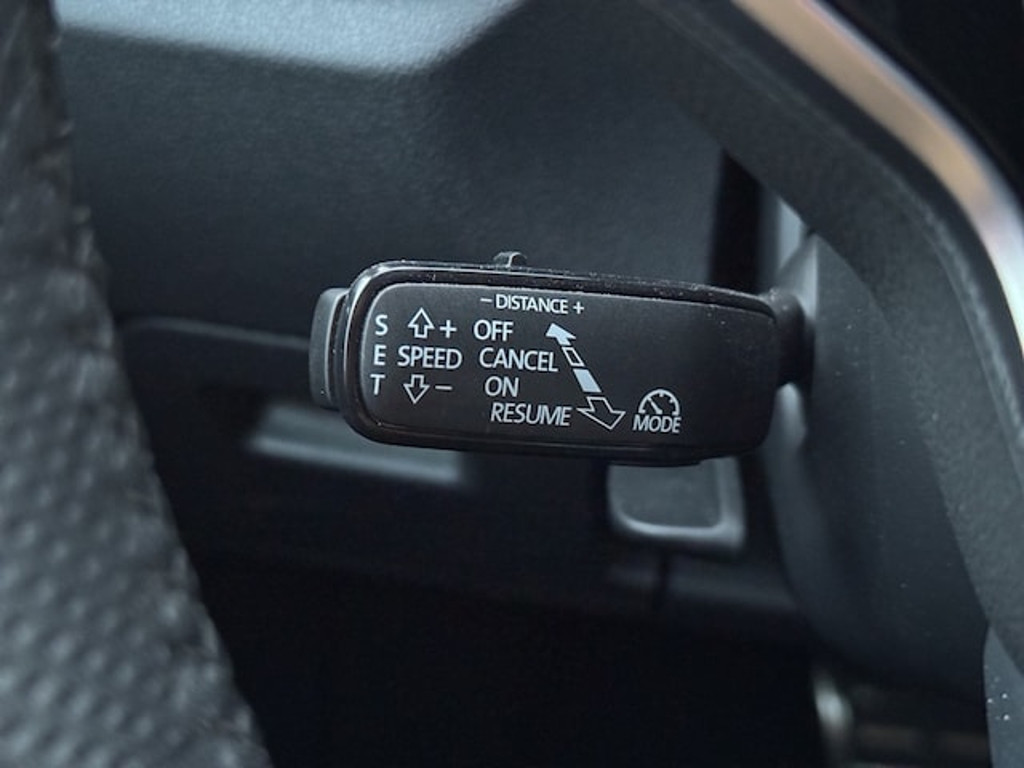 − DISTANCE +
S + OFF
E SPEED CANCEL
T − ON
RESUME
MODE